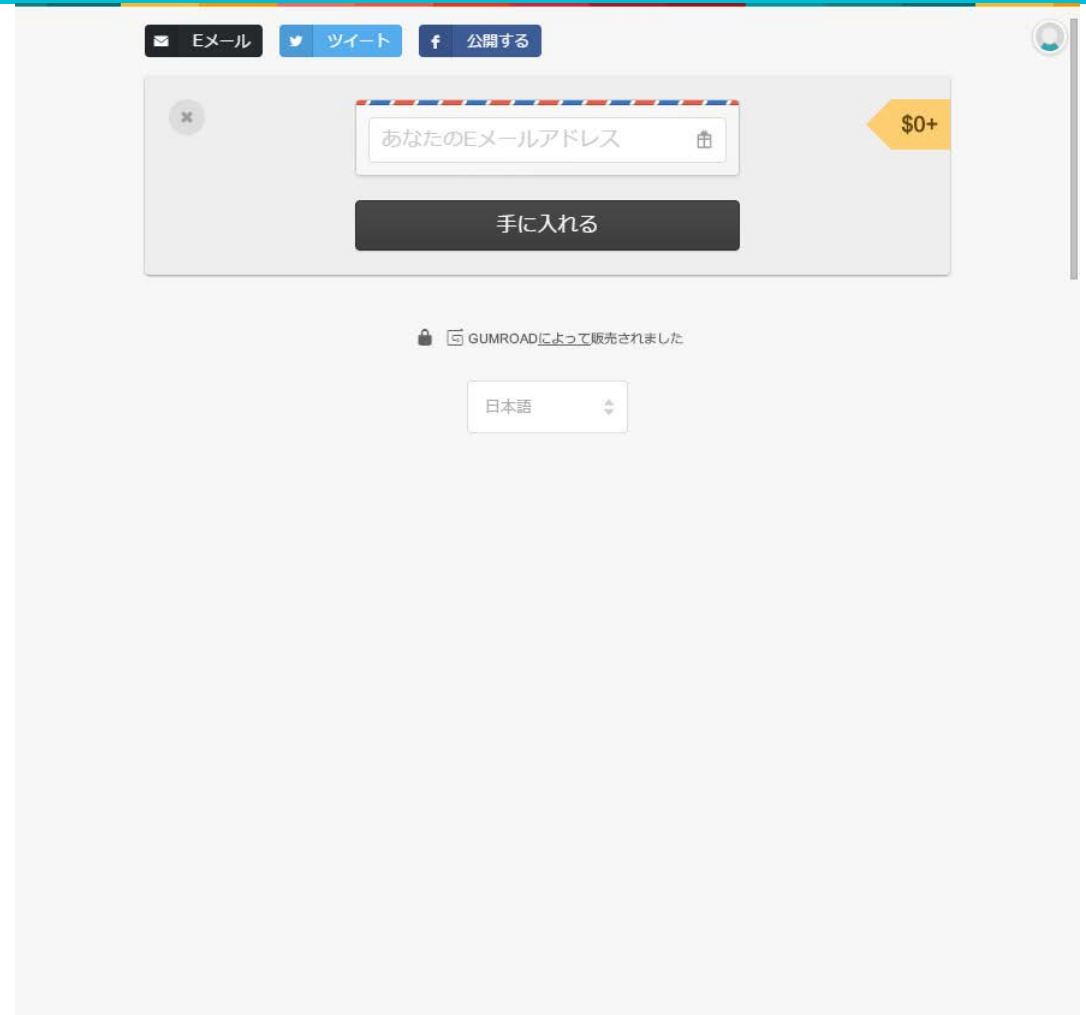 Eメール
ツイート
公開する
あなたのEメールアドレス
$0+
手に入れる
GUMROADによって販売されました
日本語